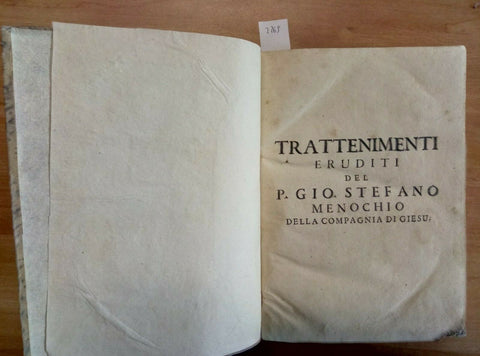 TRATTENIMENTI
ERUDITI
DEL
P. GIO. STEFANO
MENOCHIO
DELLA COMPAGNIA DI GIESU.